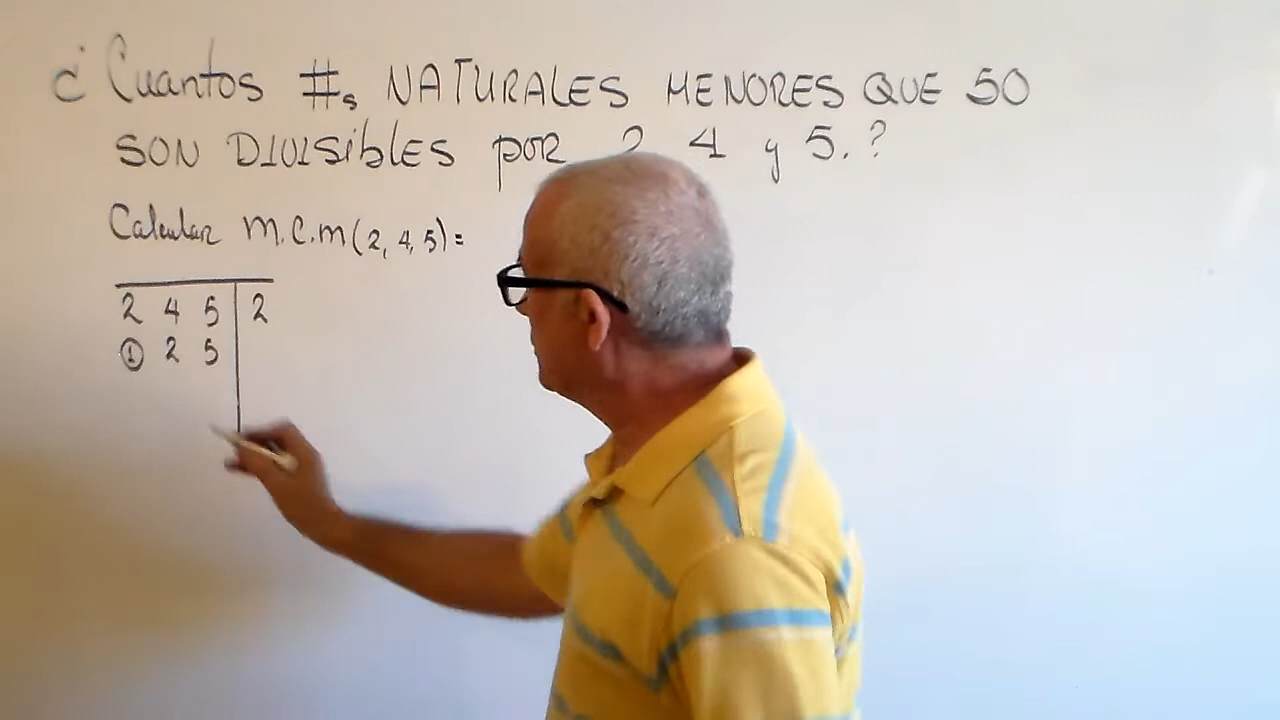 ¿Cuantos #s NATURALES MENORES QUE 50
SON DIVISIBLES POR 2 4 y 5.?
Calcular m.c.m(2,4,5)=
2 4 5 2
1 2 5